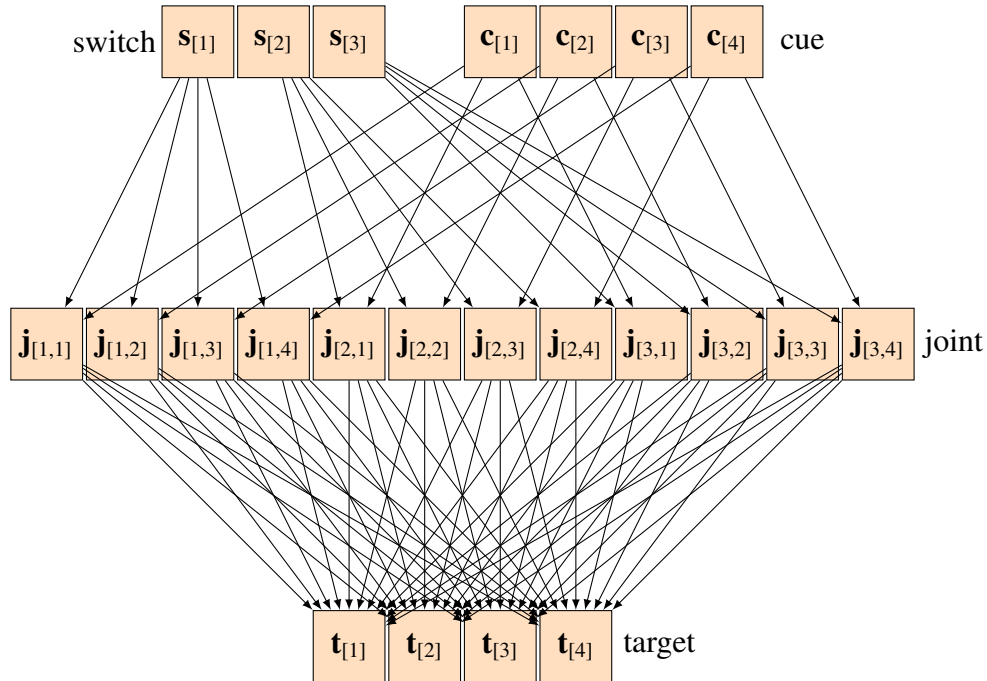 switch s[1] s[2] s[3] c[1] c[2] c[3] c[4] cue
j[1,1] j[1,2] j[1,3] j[1,4] j[2,1] j[2,2] j[2,3] j[2,4] j[3,1] j[3,2] j[3,3] j[3,4] joint
t[1] t[2] t[3] t[4] target